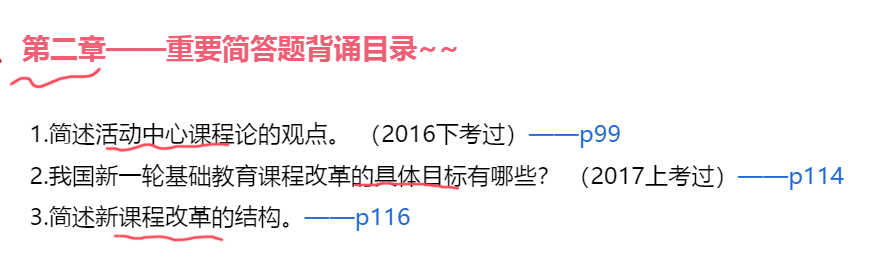 第二章——重要简答题背诵目录~~
1.简述活动中心课程论的观点。（2016下考过）——p99
2.我国新一轮基础教育课程改革的具体目标有哪些？（2017上考过）——p114
3.简述新课程改革的结构。——p116